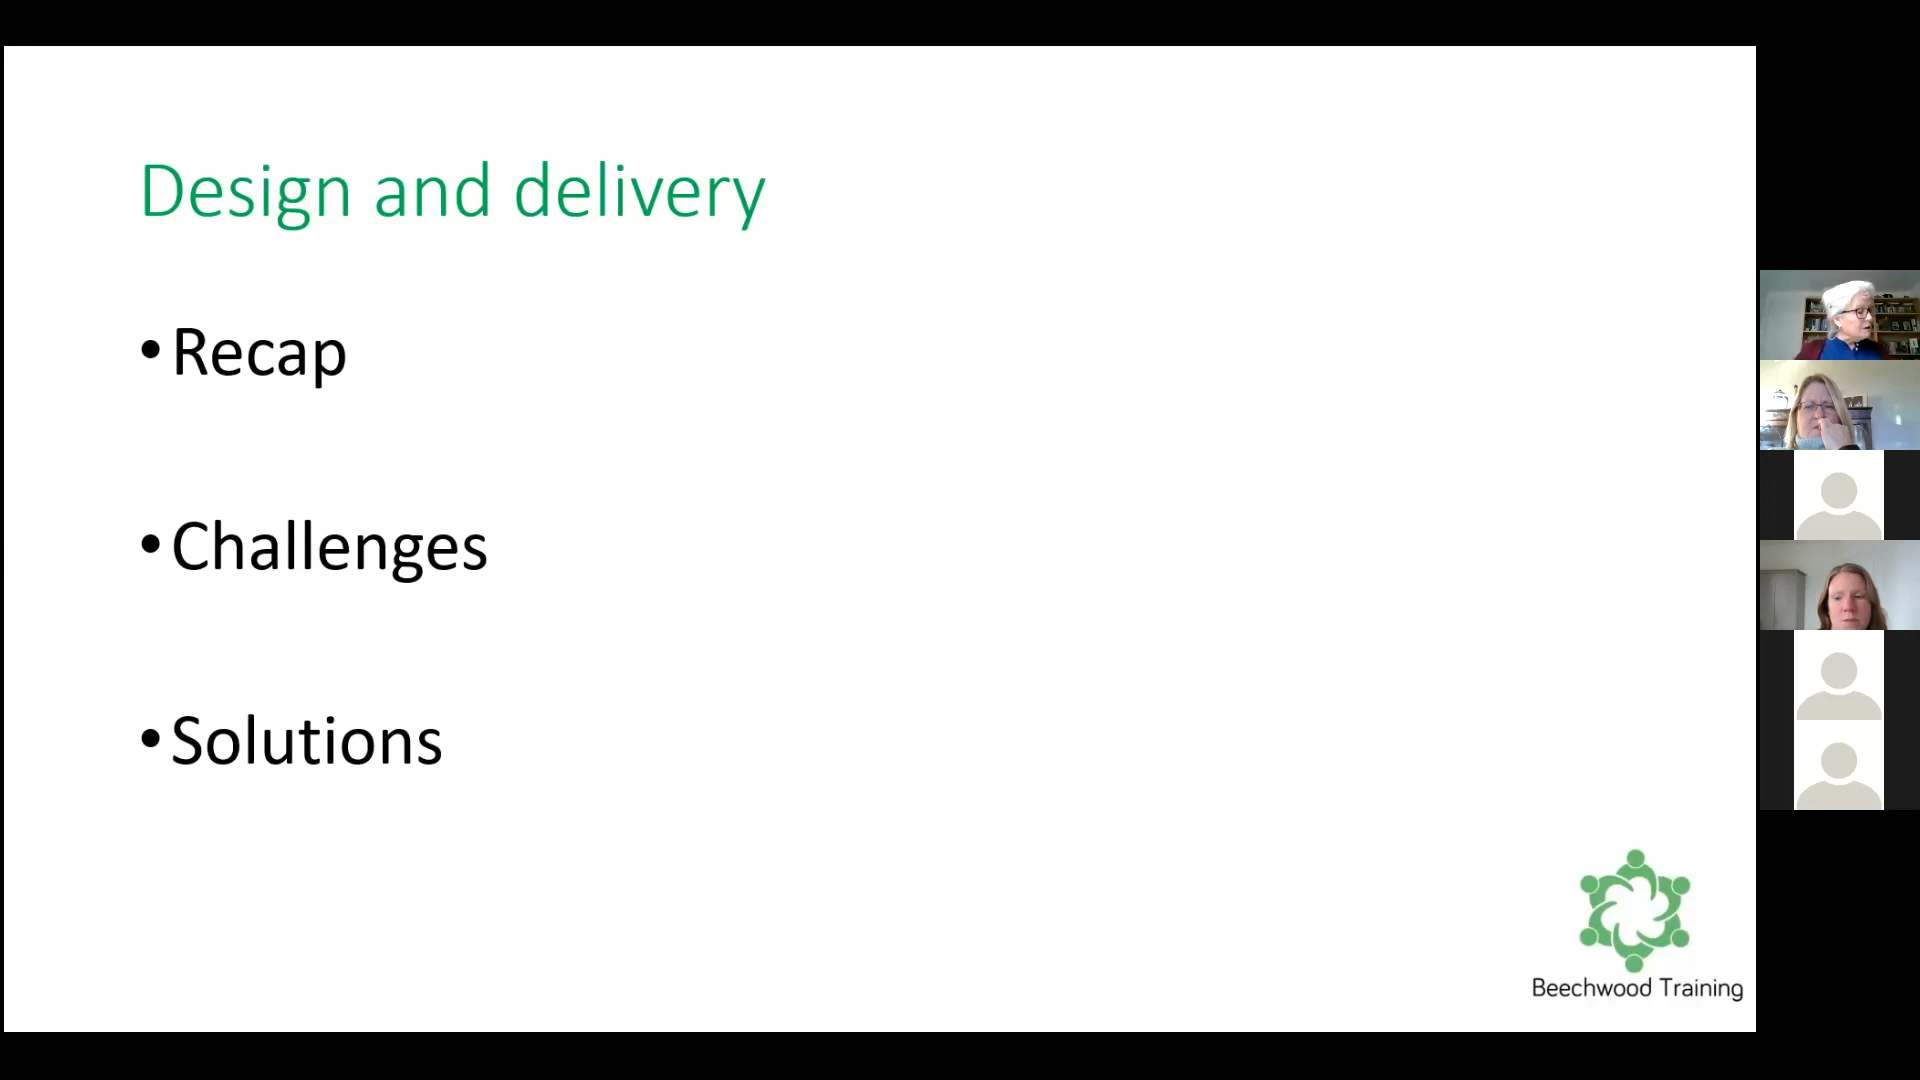 Design and delivery
•Recap
•Challenges
•Solutions
Beechwood Training